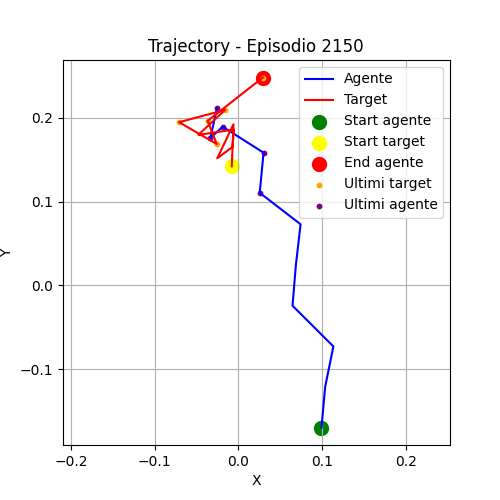 Trajectory - Episodio 2150
Agente
Target
Start agente
Start target
End agente
Ultimi target
Ultimi agente
0.2
0.1
0.0
−0.1
Y
−0.2
−0.1
0.0
0.1
0.2
X